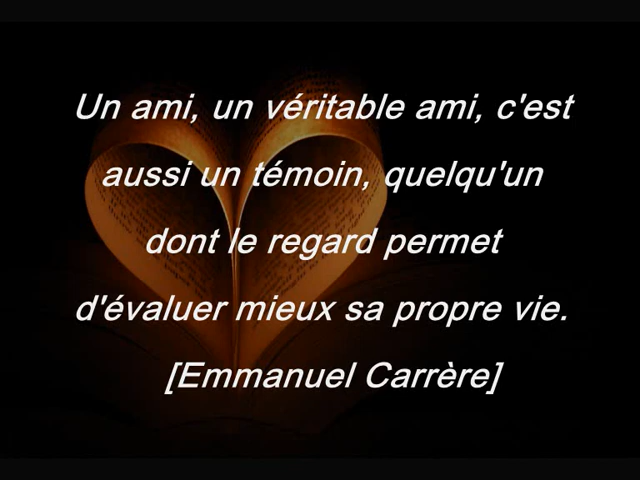 Un ami, un véritable ami, c'est
aussi un témoin, quelqu'un
dont le regard permet
d'évaluer mieux sa propre vie.
[Emmanuel Carrère]